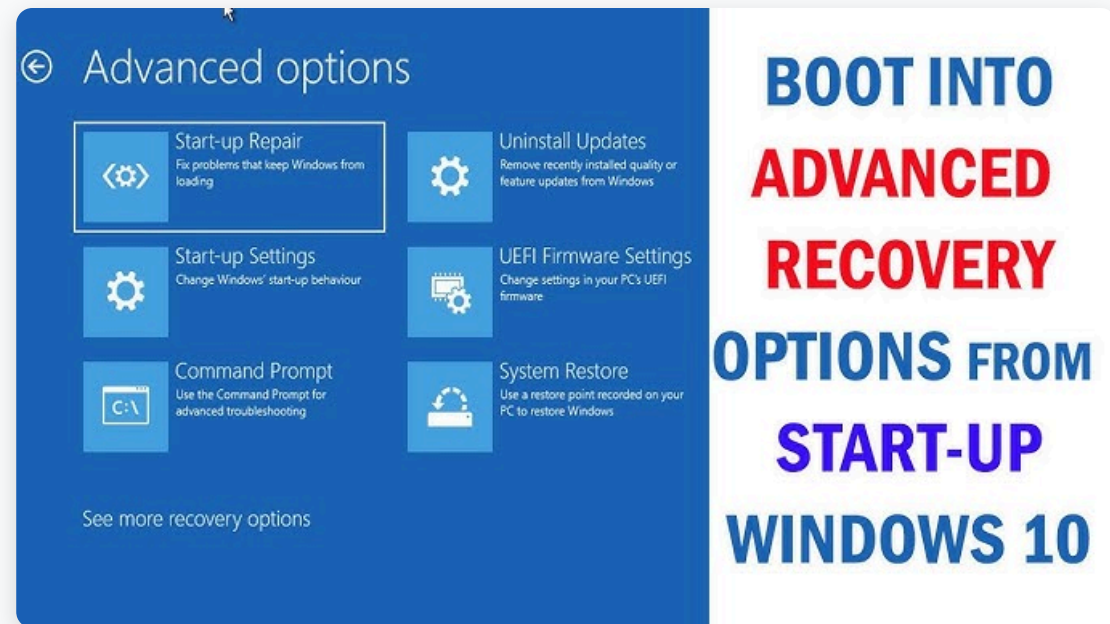 Advanced options
Start-up Repair
Fix problems that keep Windows from
loading
Uninstall Updates
Remove recently installed quality or
feature updates from Windows
Start-up Settings
Change Windows' start-up behaviour
UEFI Firmware Settings
Change settings in your PC's UEFI
firmware
C:\
Command Prompt
Use the Command Prompt for
advanced troubleshooting
System Restore
Use a restore point recorded on your
PC to restore Windows
See more recovery options
BOOT INTO
ADVANCED
RECOVERY
OPTIONS FROM
START-UP
WINDOWS 10